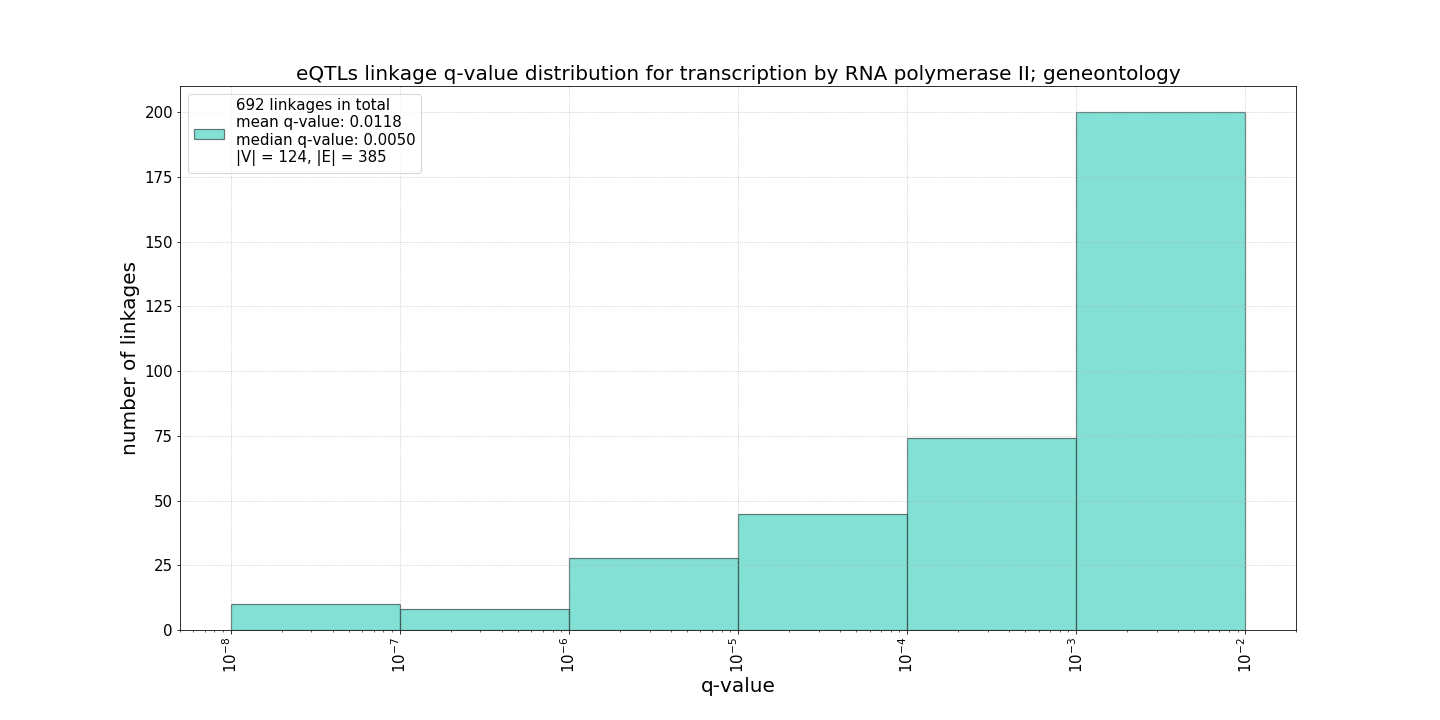 eQTLs linkage q-value distribution for transcription by RNA polymerase II; geneontology
692 linkages in total
mean q-value: 0.0118
median q-value: 0.0050
|V| = 124, |E| = 385
number of linkages
200
175
150
125
100
75
50
25
0
10⁻⁸
10⁻⁷
10⁻⁶
10⁻⁵
10⁻⁴
10⁻³
10⁻²
q-value